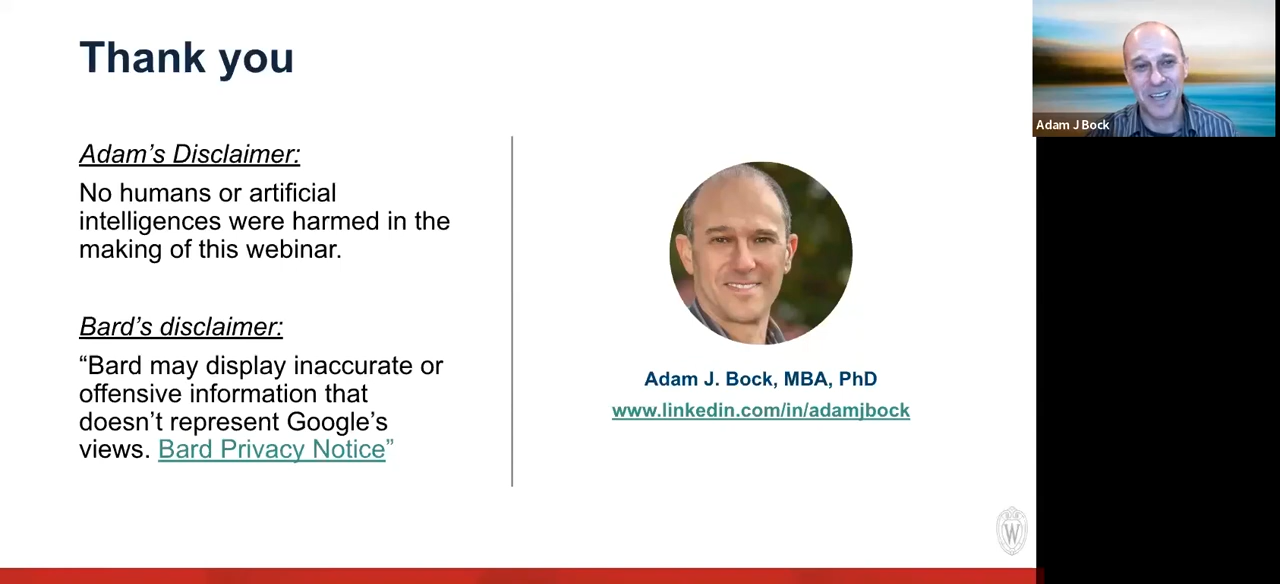 Thank you
Adam J Bock
Adam’s Disclaimer:
No humans or artificial
intelligences were harmed in the
making of this webinar.
Bard’s disclaimer:
“Bard may display inaccurate or
offensive information that
doesn’t represent Google’s
views. Bard Privacy Notice”
Adam J. Bock, MBA, PhD
www.linkedin.com/in/adamjbock
W